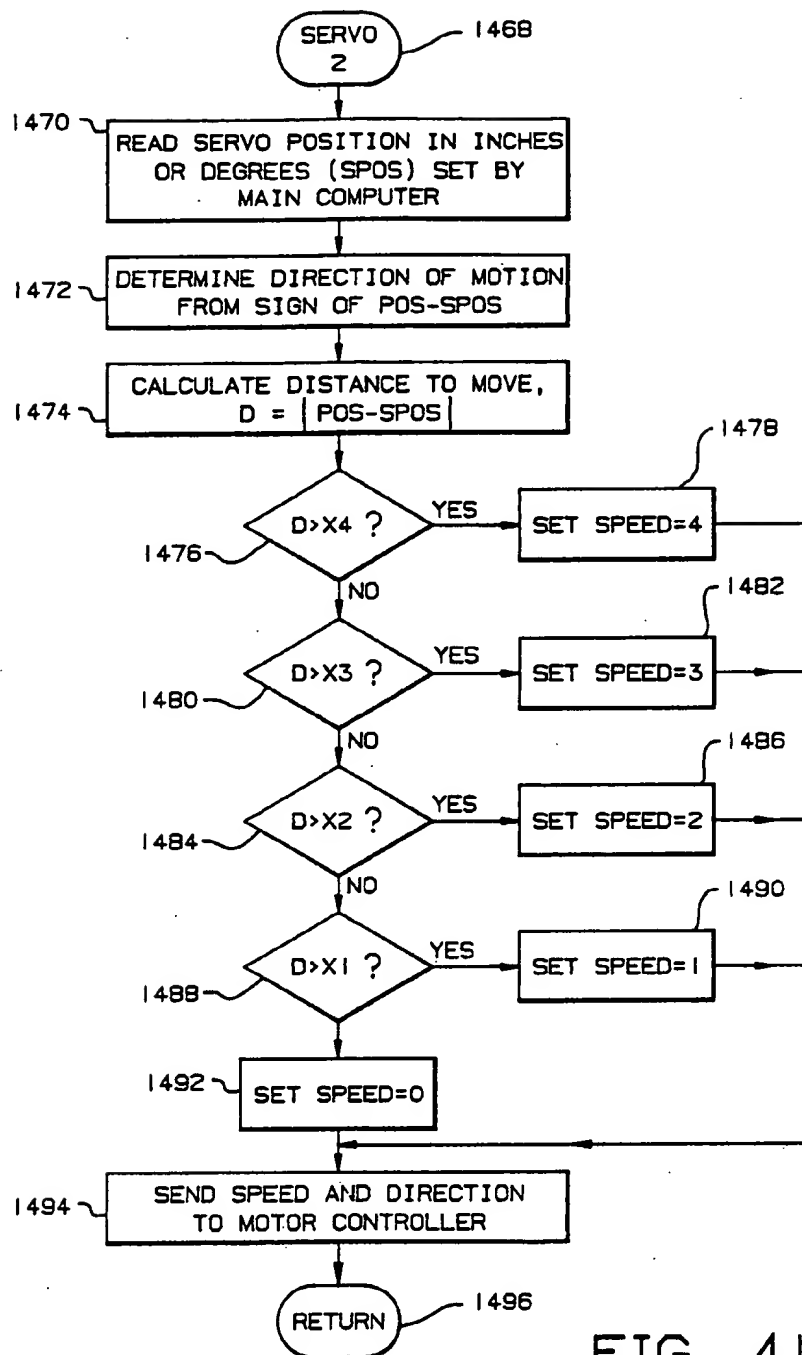 SERVO
2
1468
1470
READ SERVO POSITION IN INCHES
OR DEGREES (SPOS) SET BY
MAIN COMPUTER
1472
DETERMINE DIRECTION OF MOTION
FROM SIGN OF POS-SPOS
1474
CALCULATE DISTANCE TO MOVE,
D = |POS-SPOS|
1476
D>X4 ?
YES
1478
SET SPEED=4
NO
1480
D>X3 ?
YES
1482
SET SPEED=3
NO
1484
D>X2 ?
YES
1486
SET SPEED=2
NO
1488
D>X1 ?
YES
1490
SET SPEED=1
1492
SET SPEED=0
1494
SEND SPEED AND DIRECTION
TO MOTOR CONTROLLER
RETURN
1496
FIG. 4